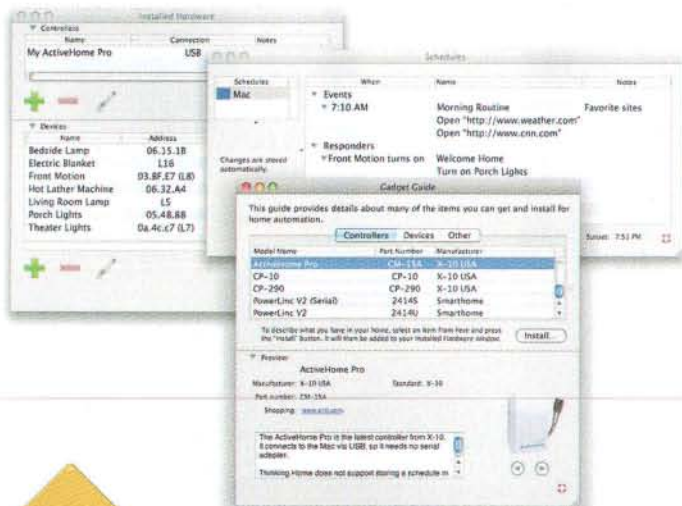 Installed Hardware
Controllers
Name Connection Notes
My ActiveHome Pro USB
Devices
Name Address
Bedside Lamp 06.15.1B
Electric Blanket L16
Front Motion 03.8F.E7 (L8)
Hot Lather Machine 06.32.A4
Living Room Lamp L5
Porch Lights 05.4B.8B
Theater Lights 0a.4c.c7 (L7)
Schedules
Schedules When Name Notes
Mac Events
7:10 AM Morning Routine Favorite sites
Open "http://www.weather.com"
Open "http://www.cnn.com"
Responders
Front Motion turns on Welcome Home
Turn on Porch Lights
Changes are stored
automatically.
Sunset: 7:51 PM
Gadget Guide
This guide provides details about many of the items you can get and install for
home automation.
Controllers Devices Other
Model Name Part Number Manufacturer
ActiveHome Pro CM-15A X-10 USA
CP-10 CP-10 X-10 USA
CP-290 CP-290 X-10 USA
PowerLinc V2 (Serial) 2414S Smarthome
PowerLinc V2 2414U Smarthome
To describe what you have in your home, select an item from here and press
the "Install" button. It will then be added to your Installed Hardware window.
Install...
Preview
ActiveHome Pro
Manufacturer: X-10 USA Standard: X-10
Part number: CM-15A
Shopping: www.x10.com
The ActiveHome Pro is the latest controller from X-10.
It connects to the Mac via USB, so it needs no serial
adapter.
Thinking Home does not support storing a schedule in